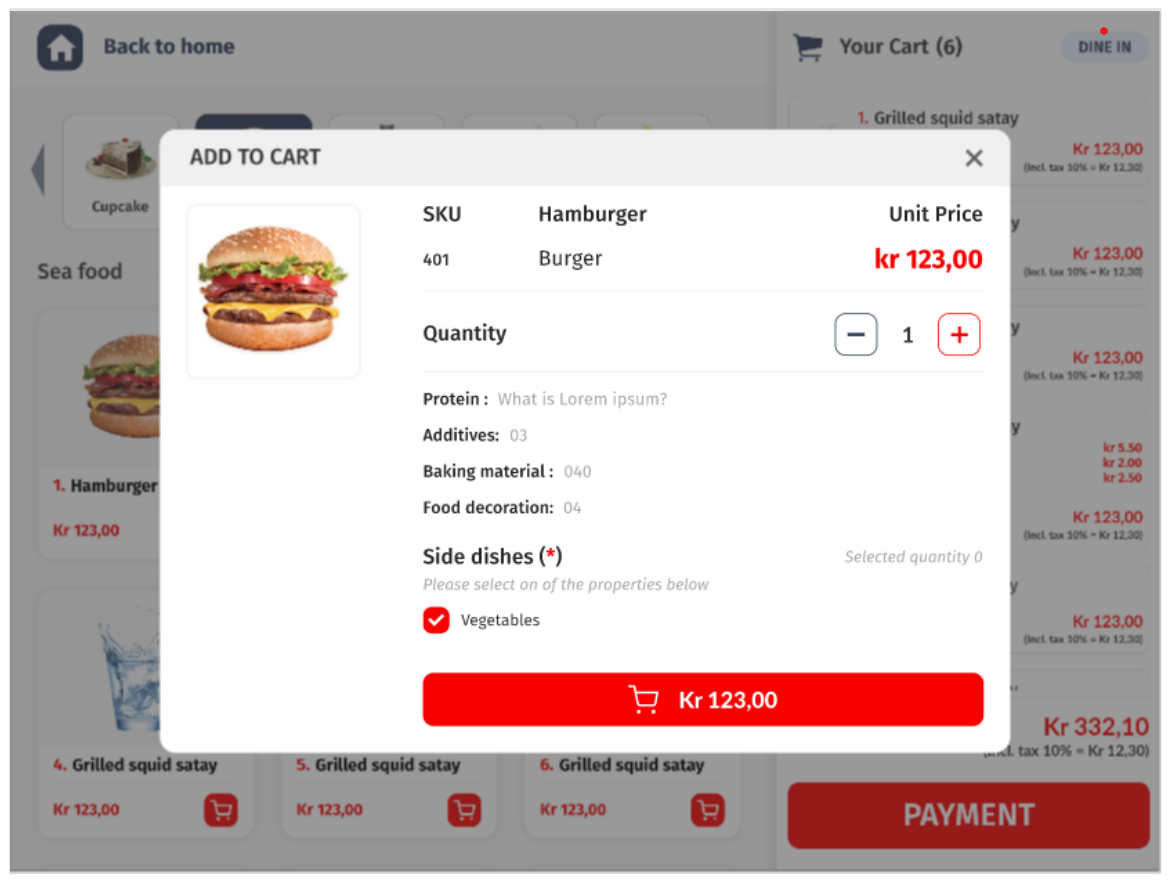 Back to home
Your Cart (6)
DINE IN
Cupcake
Sea food
1. Hamburger
Kr 123,00
4. Grilled squid satay
Kr 123,00
5. Grilled squid satay
Kr 123,00
6. Grilled squid satay
Kr 123,00
ADD TO CART
SKU Hamburger Unit Price
401 Burger kr 123,00
Quantity 1
Protein : What is Lorem ipsum?
Additives: 03
Baking material : 040
Food decoration: 04
Side dishes (*) Selected quantity 0
Please select on of the properties below
Vegetables
Kr 123,00
1. Grilled squid satay
Kr 123,00
(Incl. tax 10% = Kr 12,30)
Kr 123,00
(Incl. tax 10% = Kr 12,30)
Kr 123,00
(Incl. tax 10% = Kr 12,30)
kr 5.50
kr 2.00
kr 2.50
Kr 123,00
(Incl. tax 10% = Kr 12,30)
Kr 123,00
(Incl. tax 10% = Kr 12,30)
Kr 332,10
tax 10% = Kr 12,30)
PAYMENT